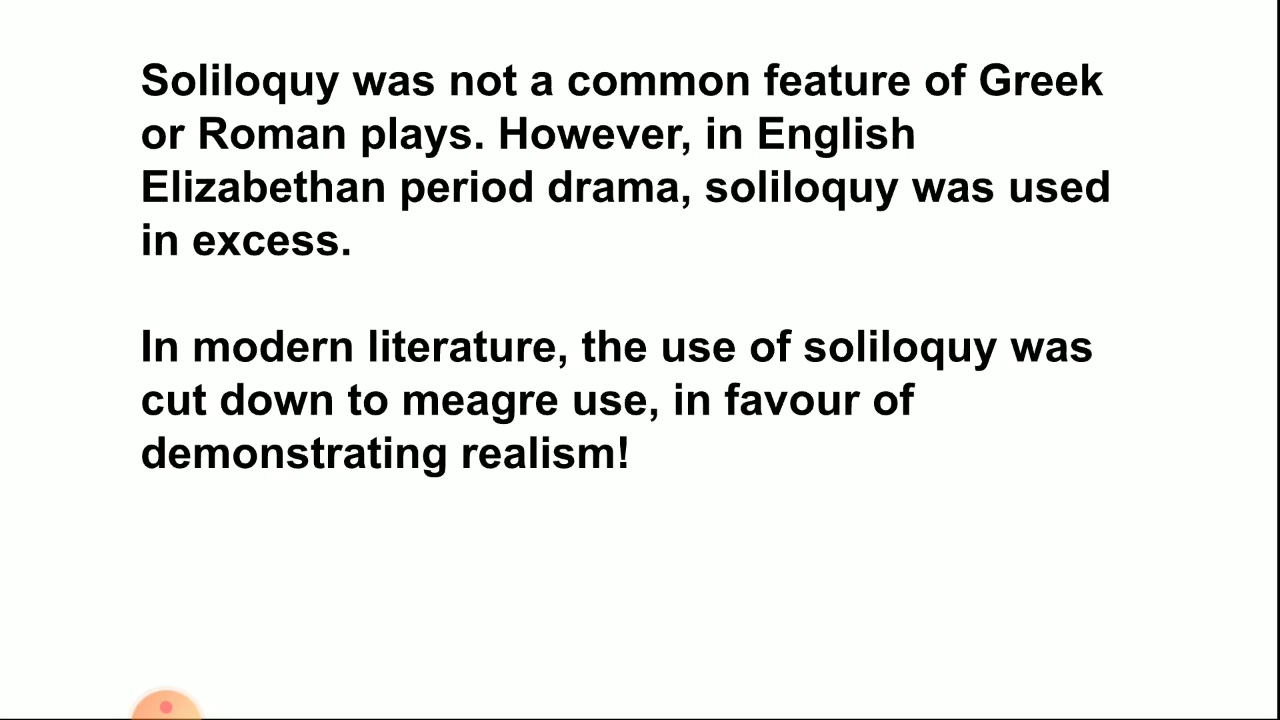 Soliloquy was not a common feature of Greek
or Roman plays. However, in English
Elizabethan period drama, soliloquy was used
in excess.
In modern literature, the use of soliloquy was
cut down to meagre use, in favour of
demonstrating realism!